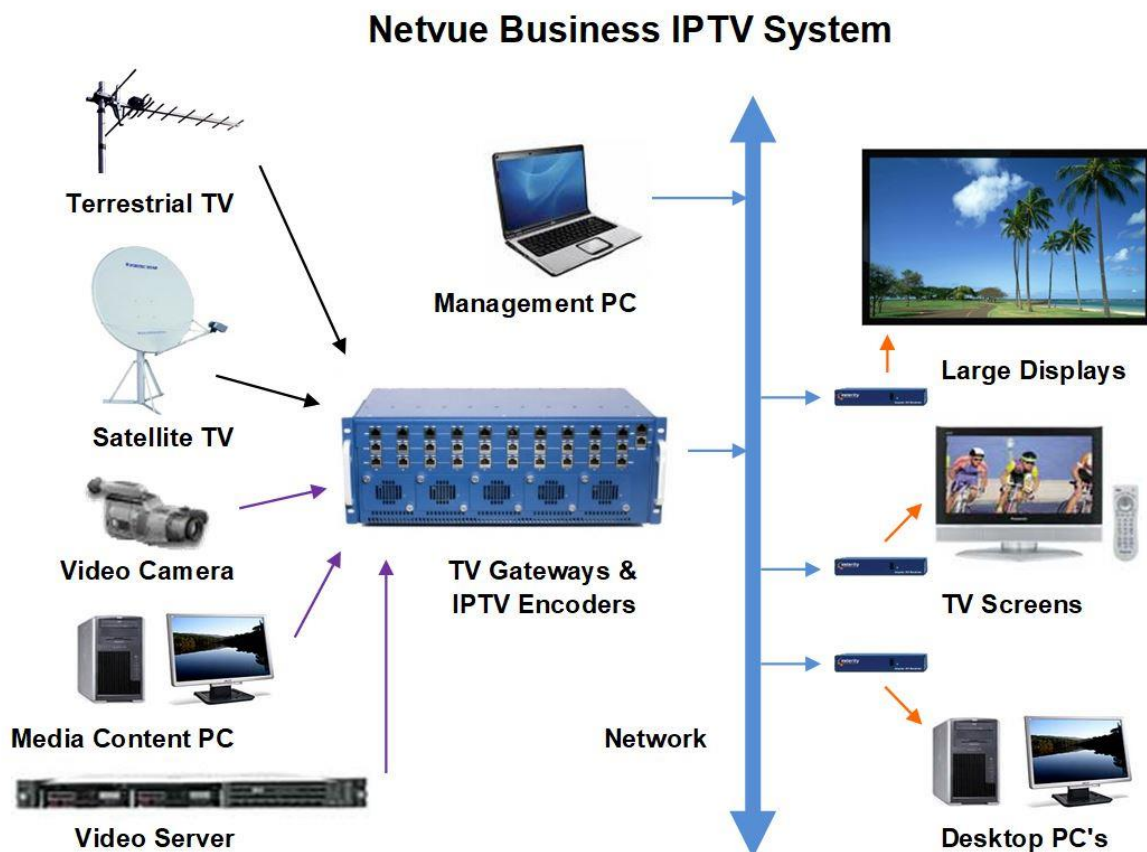 Netvue Business IPTV System
Terrestrial TV
Satellite TV
Video Camera
Media Content PC
Video Server
Management PC
TV Gateways &
IPTV Encoders
Network
Large Displays
TV Screens
Desktop PC's